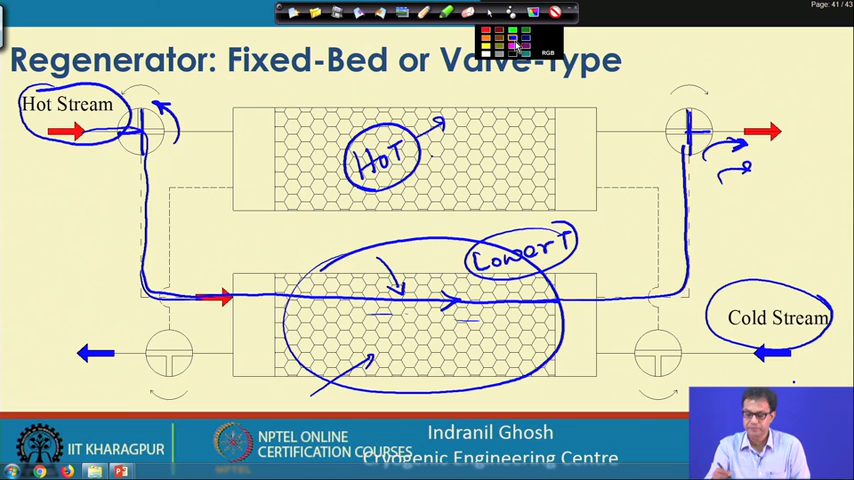 Page: 41 / 43
RGB
Regenerator: Fixed-Bed or Valve-Type
Hot Stream
HOT
Lower T
Cold Stream
IIT KHARAGPUR
NPTEL ONLINE
CERTIFICATION COURSES
Indranil Ghosh
Cryogenic Engineering Centre